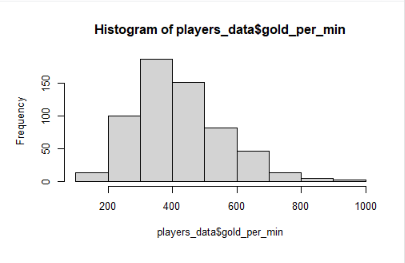 Histogram of players_data$gold_per_min
Frequency
150
100
50
0
200 400 600 800 1000
players_data$gold_per_min